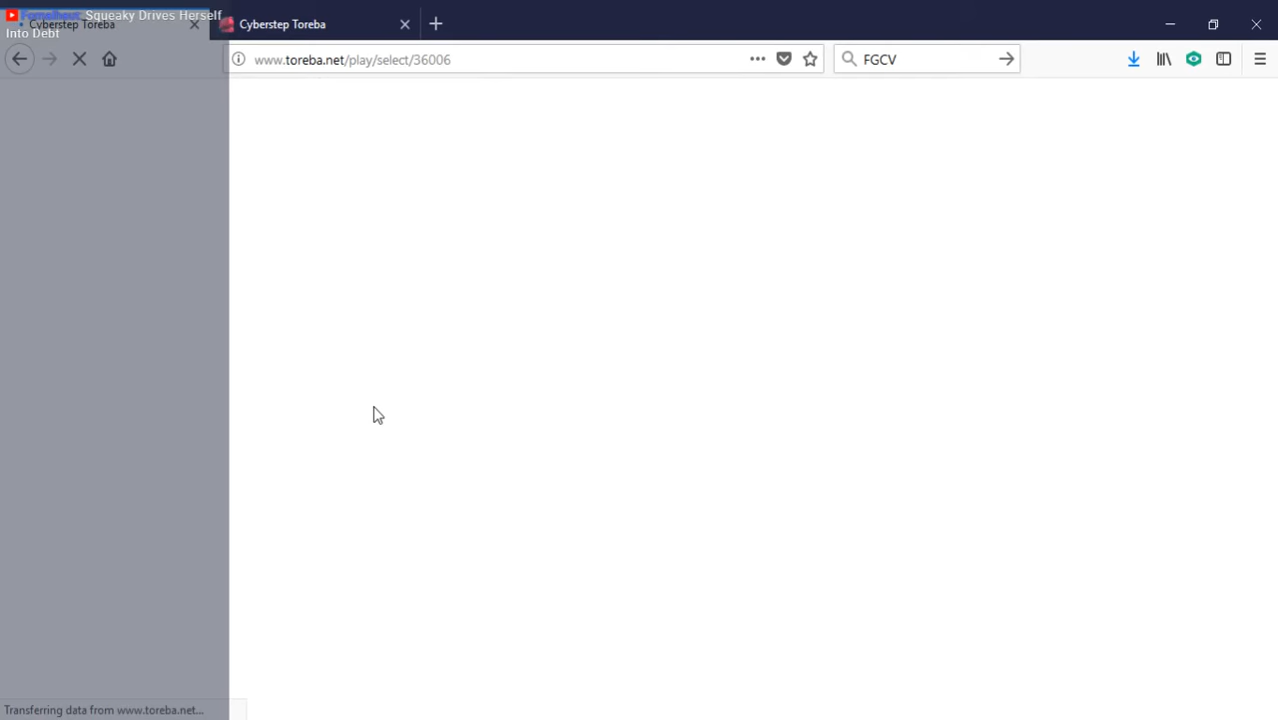 Fomalhaut: Squeaky Drives Herself
Into Debt
Cyberstep Toreba
Cyberstep Toreba
www.toreba.net/play/select/36006
FGCV
Transferring data from www.toreba.net...